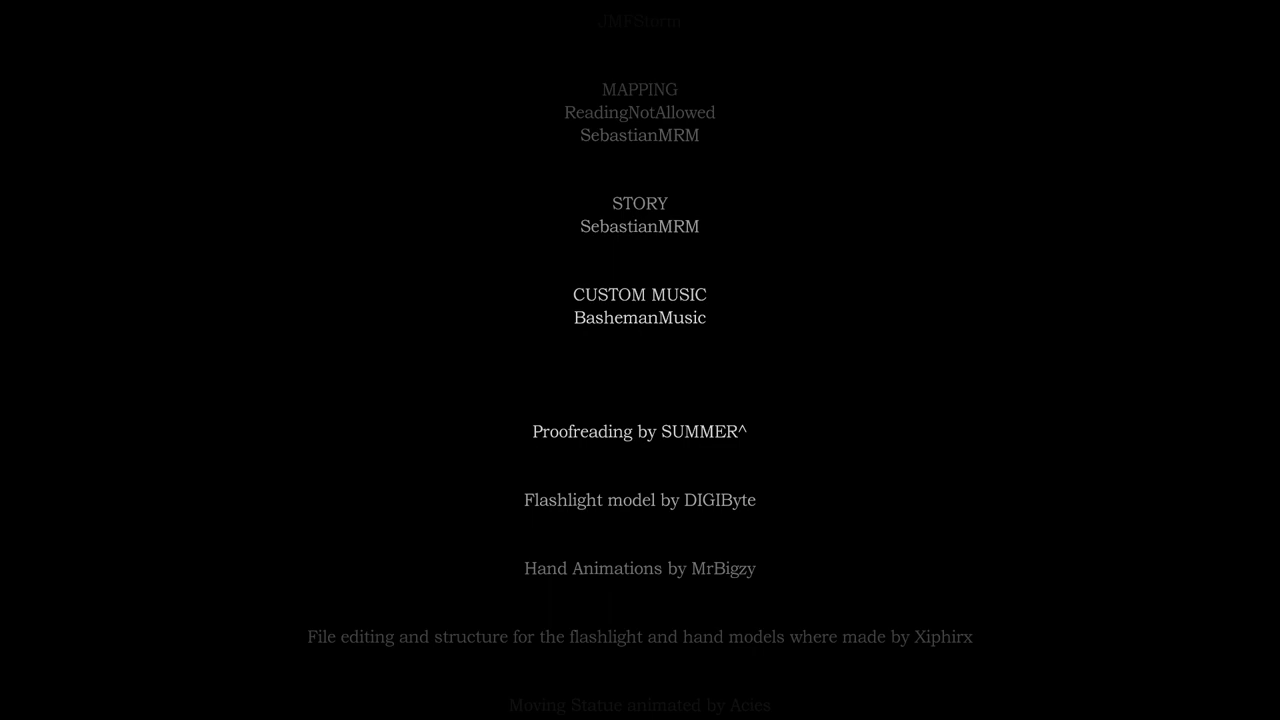 JMFStorm
MAPPING
ReadingNotAllowed
SebastianMRM
STORY
SebastianMRM
CUSTOM MUSIC
BashemanMusic
Proofreading by SUMMER^
Flashlight model by DIGIByte
Hand Animations by MrBigzy
File editing and structure for the flashlight and hand models where made by Xiphirx
Moving Statue animated by Acies